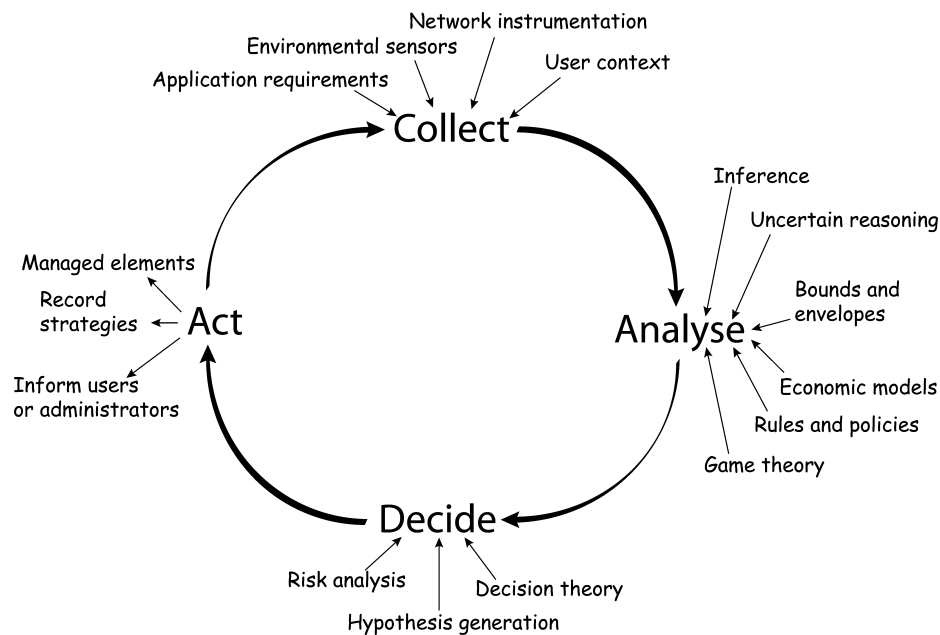 Network instrumentation
Environmental sensors
User context
Application requirements
Collect
Inference
Uncertain reasoning
Managed elements
Bounds and
envelopes
Record
strategies
Act
Analyse
Inform users
or administrators
Economic models
Rules and policies
Game theory
Decide
Risk analysis
Decision theory
Hypothesis generation